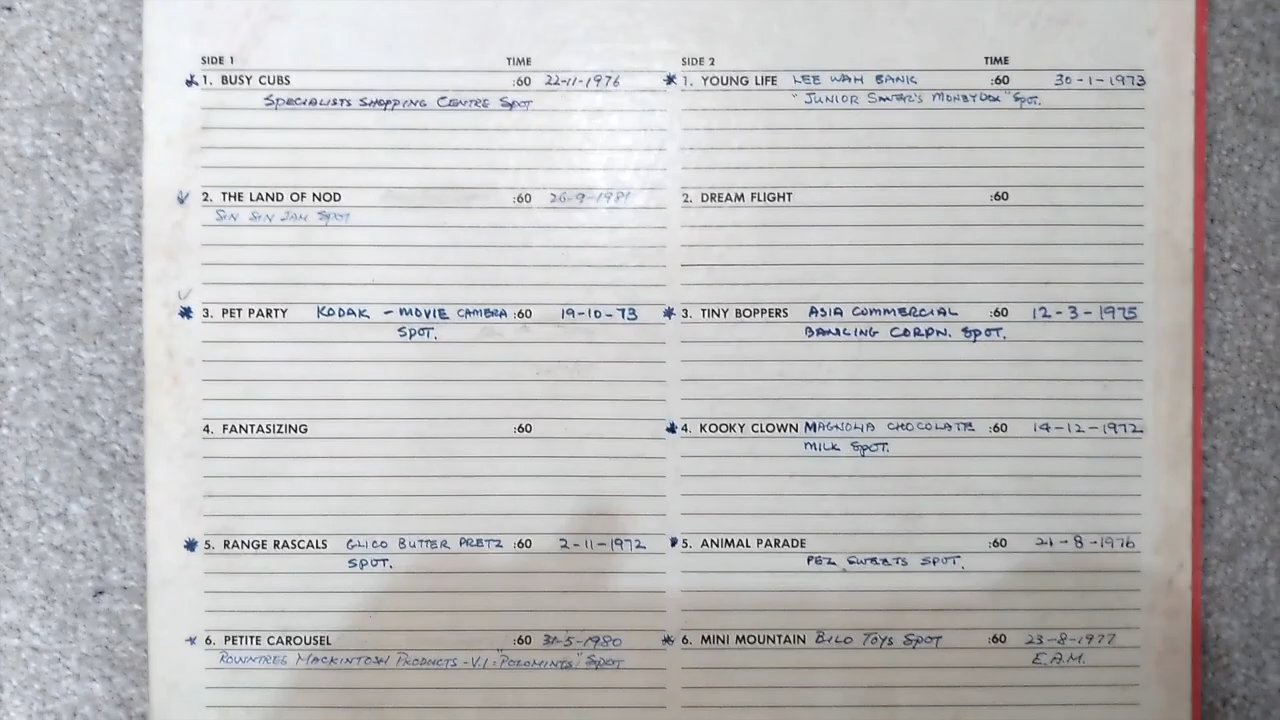 SIDE 1 TIME
1. BUSY CUBS :60 22-11-1976
SPECIALISTS SHOPPING CENTRE SPOT
2. THE LAND OF NOD :60 26-9-1981
SIN SIN JAM SPOT
3. PET PARTY KODAK - MOVIE CAMERA :60 19-10-73
SPOT.
4. FANTASIZING :60
5. RANGE RASCALS GLICO BUTTER PRETZ :60 2-11-1972
SPOT.
6. PETITE CAROUSEL :60 31-5-1980
ROWNTREE MACKINTOSH PRODUCTS - V.1: "POLOMINTS" SPOT
SIDE 2 TIME
1. YOUNG LIFE LEE WAH BANK :60 30-1-1973
"JUNIOR SAVER'S MONEYBOX" SPOT.
2. DREAM FLIGHT :60
3. TINY BOPPERS ASIA COMMERCIAL :60 12-3-1975
BANKING CORPN. SPOT.
4. KOOKY CLOWN MAGNOLIA CHOCOLATE :60 14-12-1972
MILK SPOT.
5. ANIMAL PARADE :60 21-8-1976
PEZ SWEETS SPOT.
6. MINI MOUNTAIN BILO TOYS SPOT :60 23-8-1977
E.A.M.